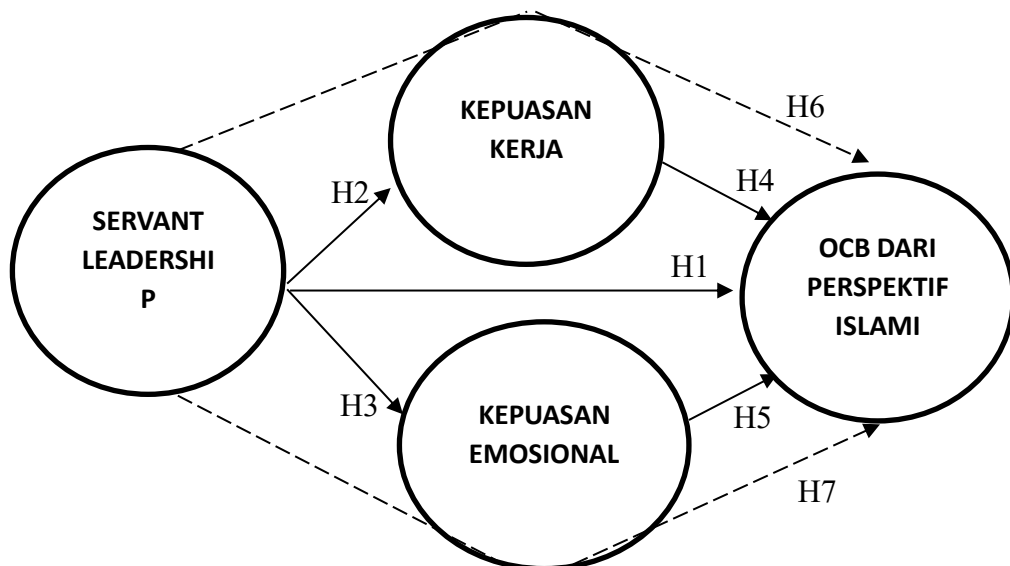 KEPUASAN
KERJA
H6
H2
H4
SERVANT
LEADERSHI
P
H1
OCB DARI
PERSPEKTIF
ISLAMI
H3
KEPUASAN
EMOSIONAL
H5
H7